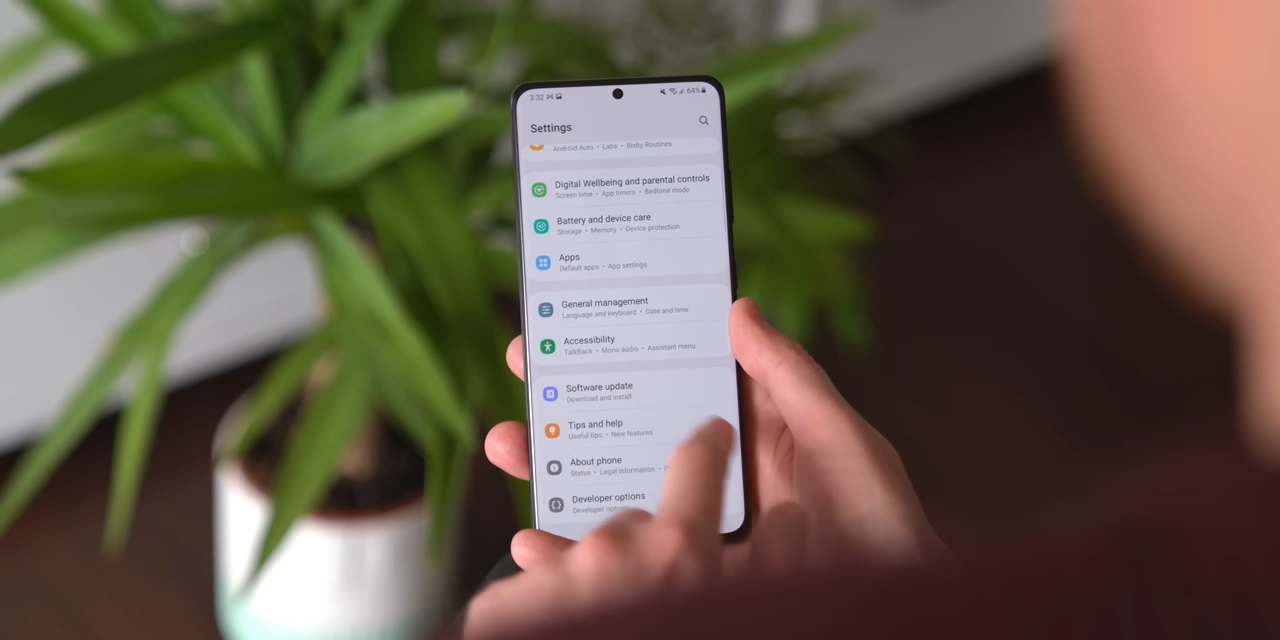 3:32
64%
Settings
Android Auto • Labs • Bixby Routines
Digital Wellbeing and parental controls
Screen time • App timers • Bedtime mode
Battery and device care
Storage • Memory • Device protection
Apps
Default apps • App settings
General management
Language and keyboard • Date and time
Accessibility
TalkBack • Mono audio • Assistant menu
Software update
Download and install
Tips and help
Useful tips • New features
About phone
Status • Legal information •
Developer options
Developer